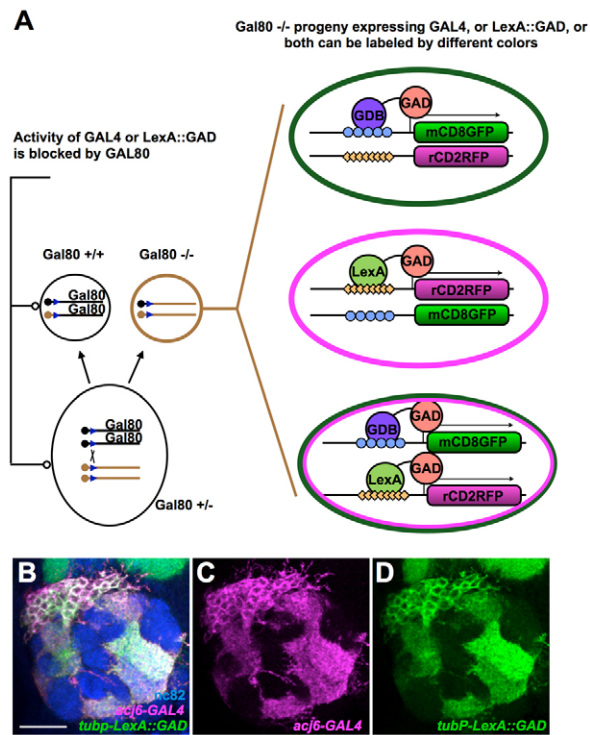 A
Gal80 -/- progeny expressing GAL4, or LexA::GAD, or
both can be labeled by different colors
Activity of GAL4 or LexA::GAD
is blocked by GAL80
Gal80 +/+
Gal80 -/-
Gal80
Gal80
Gal80
Gal80
Gal80 +/-
GDB
GAD
mCD8GFP
rCD2RFP
LexA
GAD
rCD2RFP
mCD8GFP
GDB
GAD
mCD8GFP
LexA
GAD
rCD2RFP
B
nc82
acj6-GAL4
tubp-LexA::GAD
C
acj6-GAL4
D
tubP-LexA::GAD